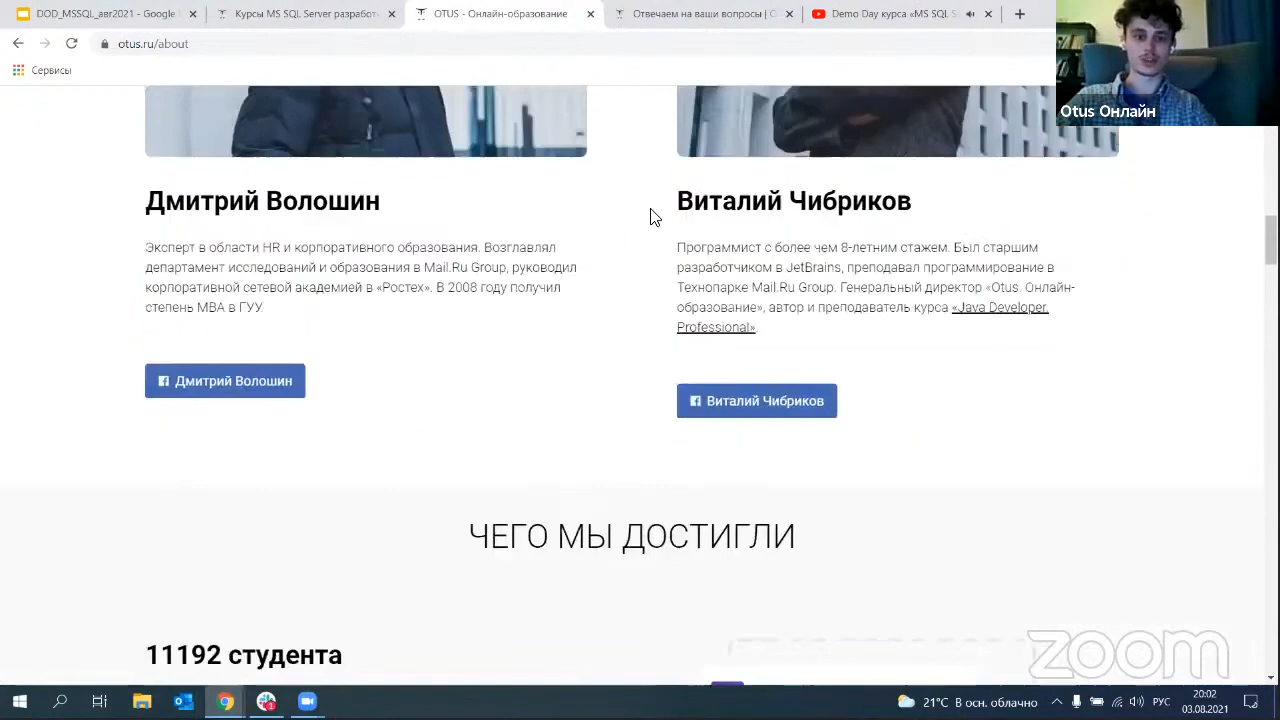 DOD_MSSQL_авг2021 - Google
Курсы MS SQL Server разработ
OTUS - Онлайн-образование
Отвечаем на ваши вопросы | С
Demo Day курса «MS SQL S
otus.ru/about
Сервисы
Otus Онлайн
Дмитрий Волошин
Эксперт в области HR и корпоративного образования. Возглавлял
департамент исследований и образования в Mail.Ru Group, руководил
корпоративной сетевой академией в «Ростех». В 2008 году получил
степень MBA в ГУУ.
Дмитрий Волошин
Виталий Чибриков
Программист с более чем 8-летним стажем. Был старшим
разработчиком в JetBrains, преподавал программирование в
Технопарке Mail.Ru Group. Генеральный директор «Otus. Онлайн-
образование», автор и преподаватель курса «Java Developer.
Professional».
Виталий Чибриков
ЧЕГО МЫ ДОСТИГЛИ
11192 студента
zoom
21°C В осн. облачно
РУС
20:02
03.08.2021